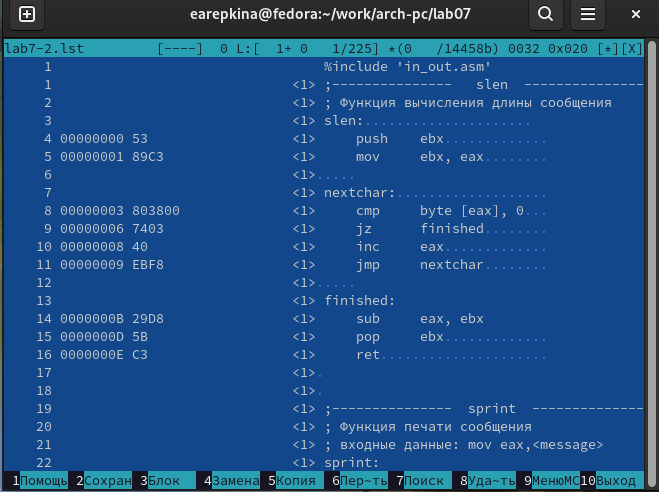 earepkina@fedora:~/work/arch-pc/lab07
lab7-2.lst [----] 0 L:[ 1+ 0 1/225] *(0 /14458b) 0032 0x020 [*][X]
1 %include 'in_out.asm'
1 <1> ;--------------- slen ---------------
2 <1> ; Функция вычисления длины сообщения
3 <1> slen:.....................
4 00000000 53 <1> push ebx.............
5 00000001 89C3 <1> mov ebx, eax........
6 <1>.....
7 <1> nextchar:...................
8 00000003 803800 <1> cmp byte [eax], 0...
9 00000006 7403 <1> jz finished........
10 00000008 40 <1> inc eax.............
11 00000009 EBF8 <1> jmp nextchar........
12 <1>.....
13 <1> finished:
14 0000000B 29D8 <1> sub eax, ebx
15 0000000D 5B <1> pop ebx.............
16 0000000E C3 <1> ret.....................
17 <1>.
18 <1>.
19 <1> ;--------------- sprint ---------------
20 <1> ; Функция печати сообщения
21 <1> ; входные данные: mov eax,<message>
22 <1> sprint:
1Помощь 2Сохран 3Блок 4Замена 5Копия 6Пер~ть 7Поиск 8Уда~ть 9МенюМС 10Выход